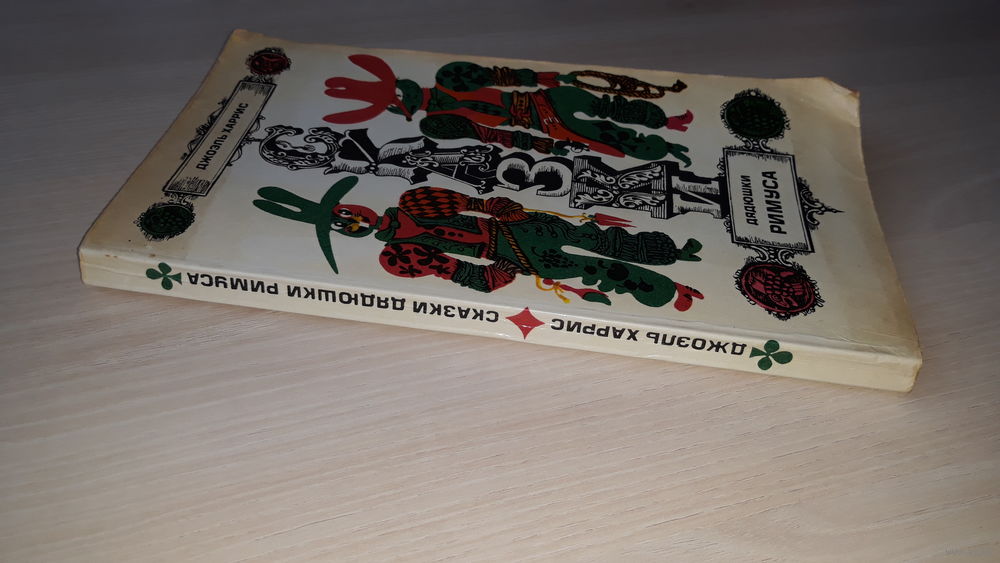 ДЖОЭЛЬ ХАРРИС
СКАЗКИ
ДЯДЮШКИ
РИМУСА
ДЖОЭЛЬ ХАРРИС СКАЗКИ ДЯДЮШКИ РИМУСА